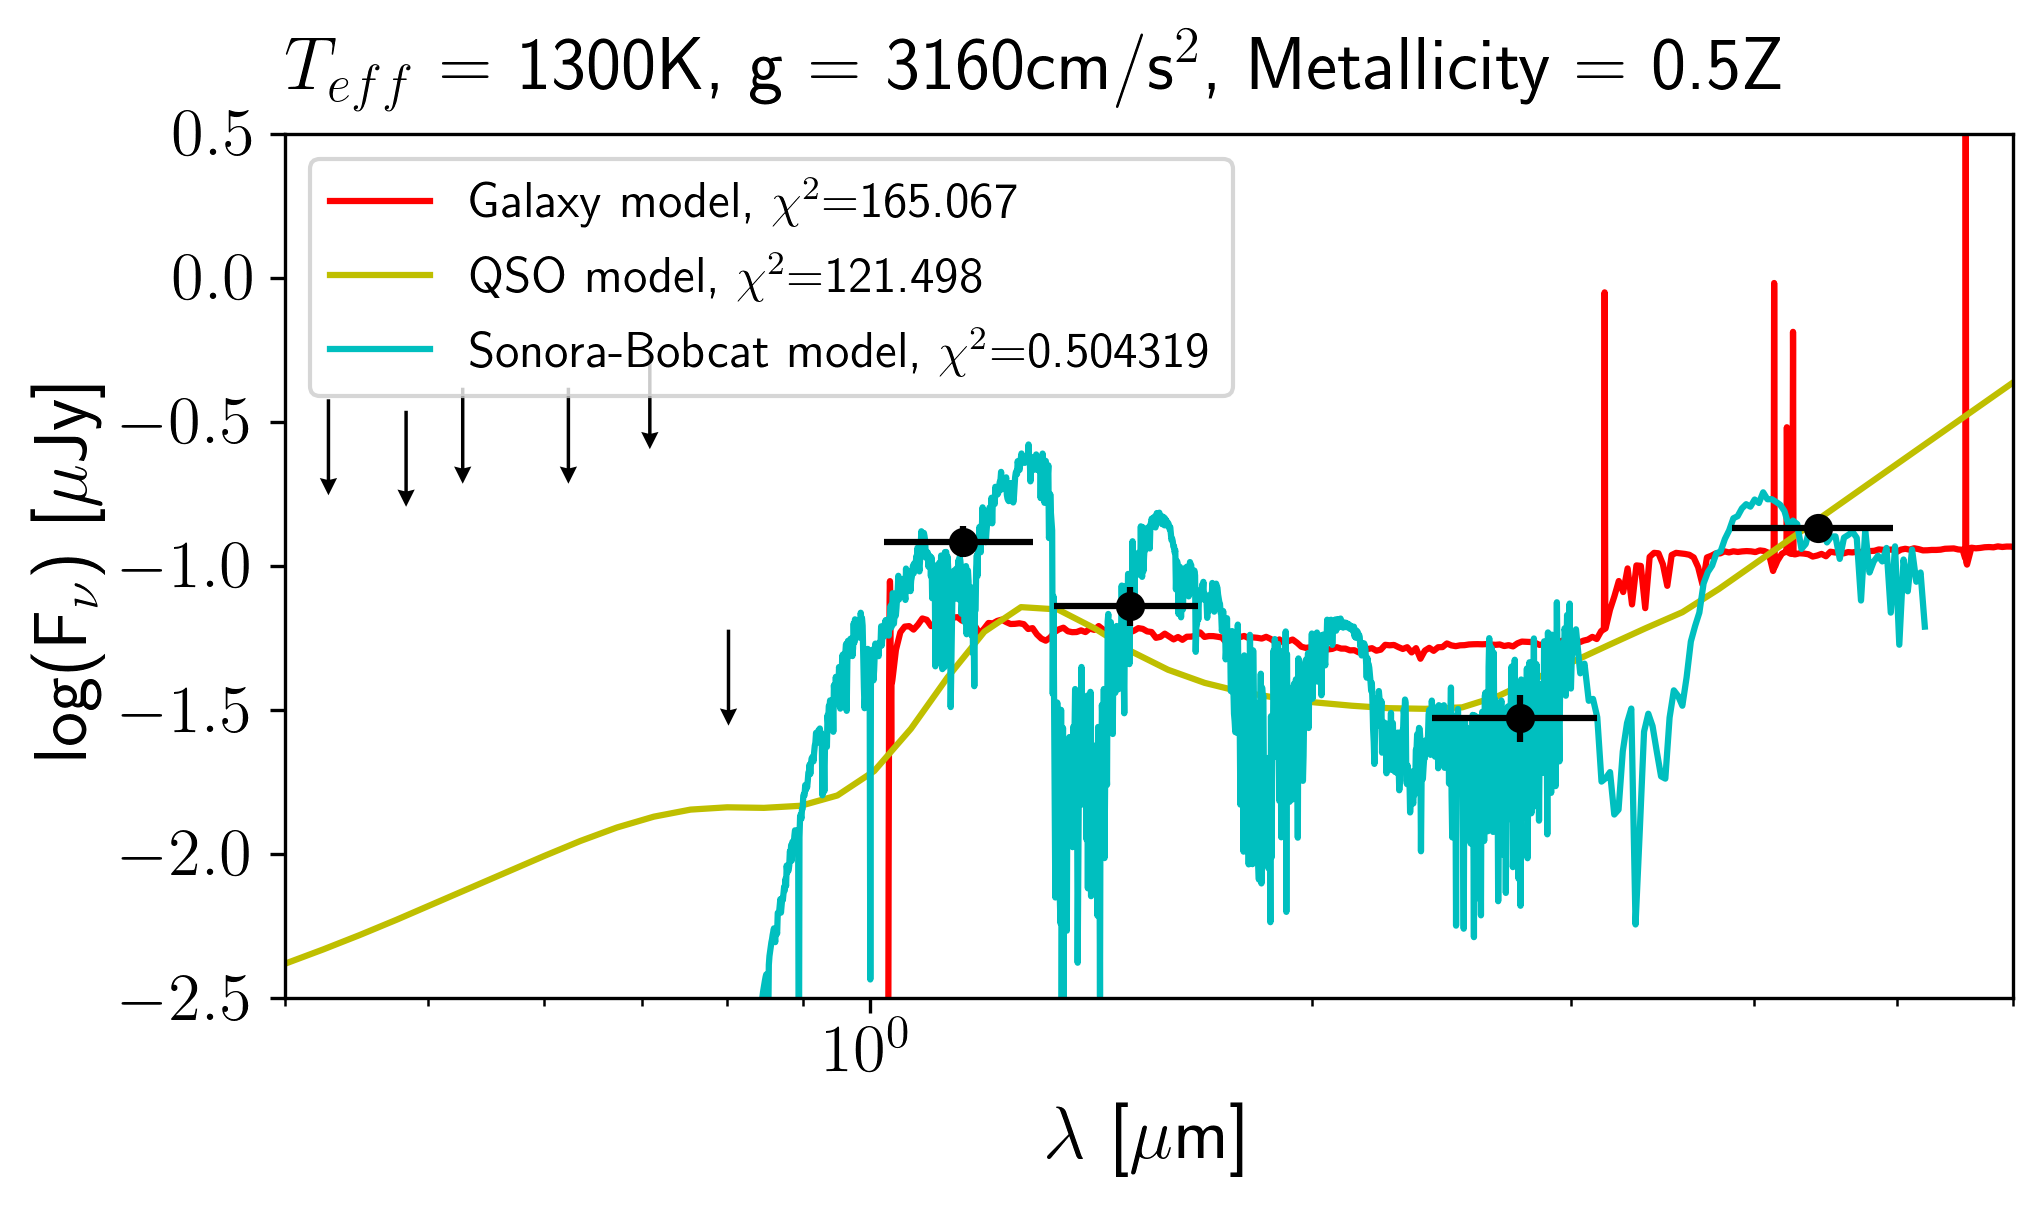 T_{eff} = 1300K, g = 3160cm/s², Metallicity = 0.5Z
0.5
0.0
−0.5
−1.0
−1.5
−2.0
−2.5
log(F_ν) [μJy]
Galaxy model, χ²=165.067
QSO model, χ²=121.498
Sonora-Bobcat model, χ²=0.504319
10⁰
λ [μm]